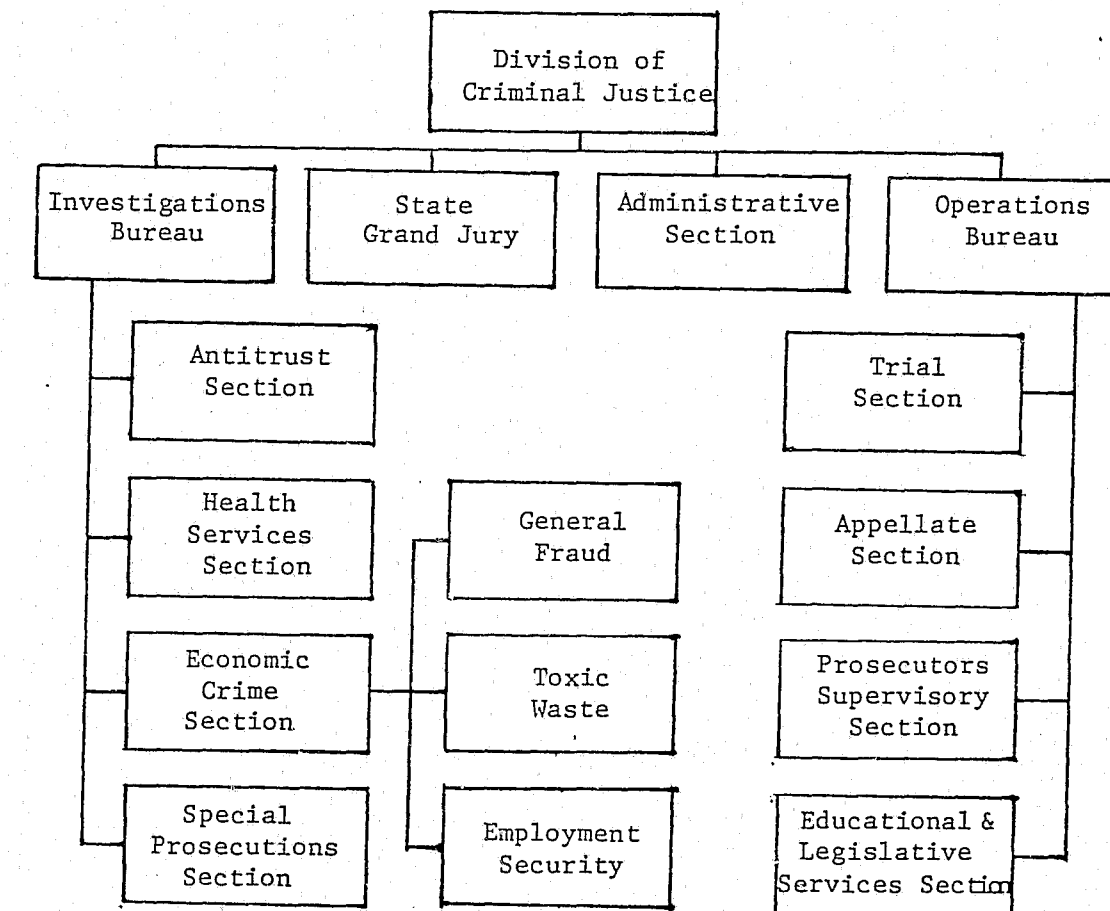 Division of
Criminal Justice
Investigations
Bureau
State
Grand Jury
Administrative
Section
Operations
Bureau
Antitrust
Section
Health
Services
Section
Economic
Crime
Section
Special
Prosecutions
Section
General
Fraud
Toxic
Waste
Employment
Security
Trial
Section
Appellate
Section
Prosecutors
Supervisory
Section
Educational &
Legislative
Services Section